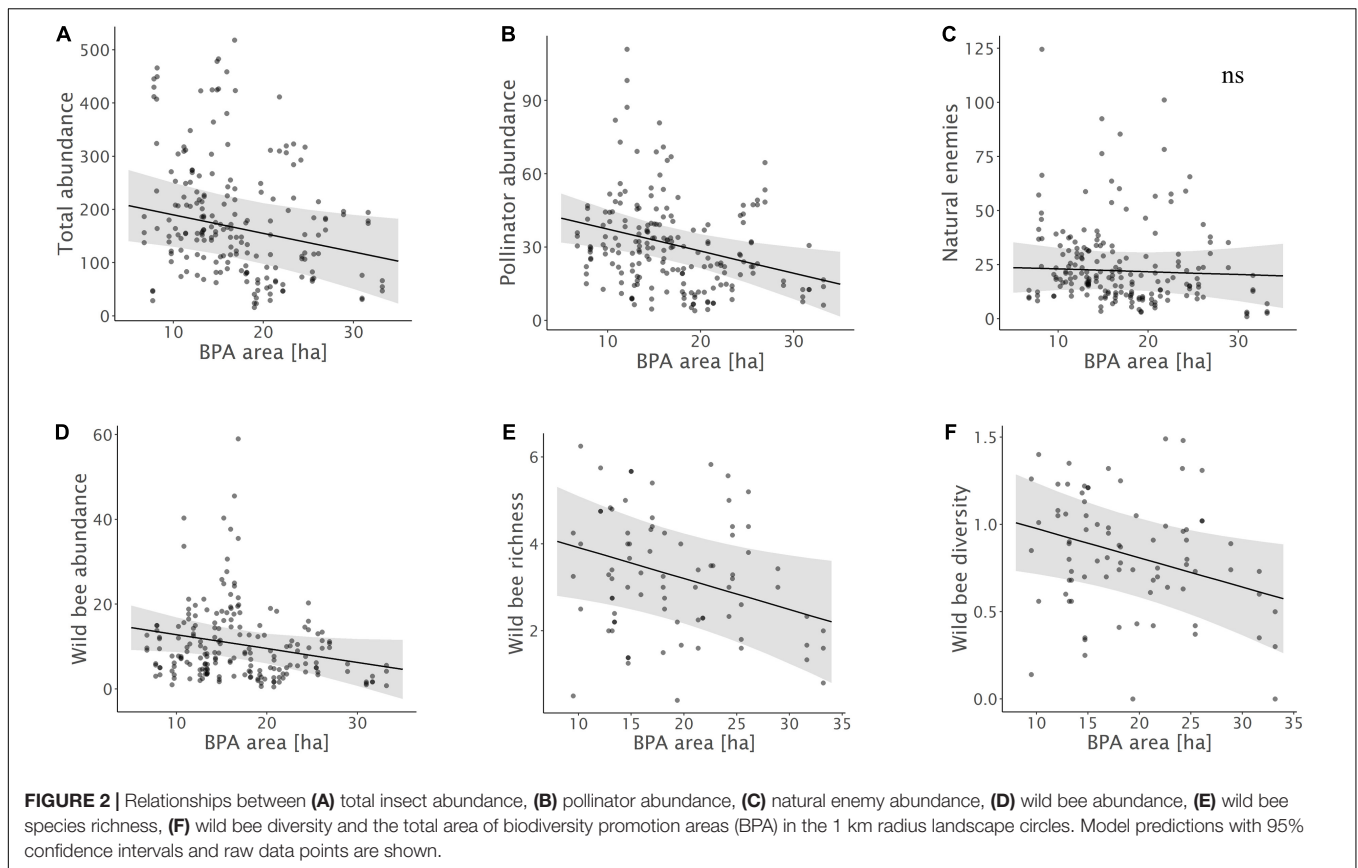 A
Total abundance
500
400
300
200
100
0
10 20 30
BPA area [ha]
B
Pollinator abundance
90
60
30
0
10 20 30
BPA area [ha]
C
Natural enemies
125
100
75
50
25
0
ns
10 20 30
BPA area [ha]
D
Wild bee abundance
60
40
20
0
10 20 30
BPA area [ha]
E
Wild bee richness
6
4
2
10 15 20 25 30 35
BPA area [ha]
F
Wild bee diversity
1.5
1.0
0.5
0.0
10 15 20 25 30 35
BPA area [ha]
FIGURE 2 | Relationships between (A) total insect abundance, (B) pollinator abundance, (C) natural enemy abundance, (D) wild bee abundance, (E) wild bee
species richness, (F) wild bee diversity and the total area of biodiversity promotion areas (BPA) in the 1 km radius landscape circles. Model predictions with 95%
confidence intervals and raw data points are shown.